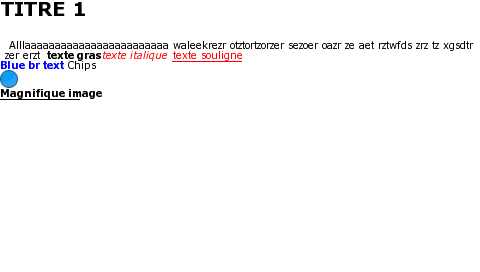 TITRE 1
Alllaaaaaaaaaaaaaaaaaaaaaaaa waleekrezr otztortzorzer sezoer oazr ze aet rztwfds zrz tz xgsdtr
zer erzt texte gras texte italique texte souligne
Blue br text Chips
Magnifique image